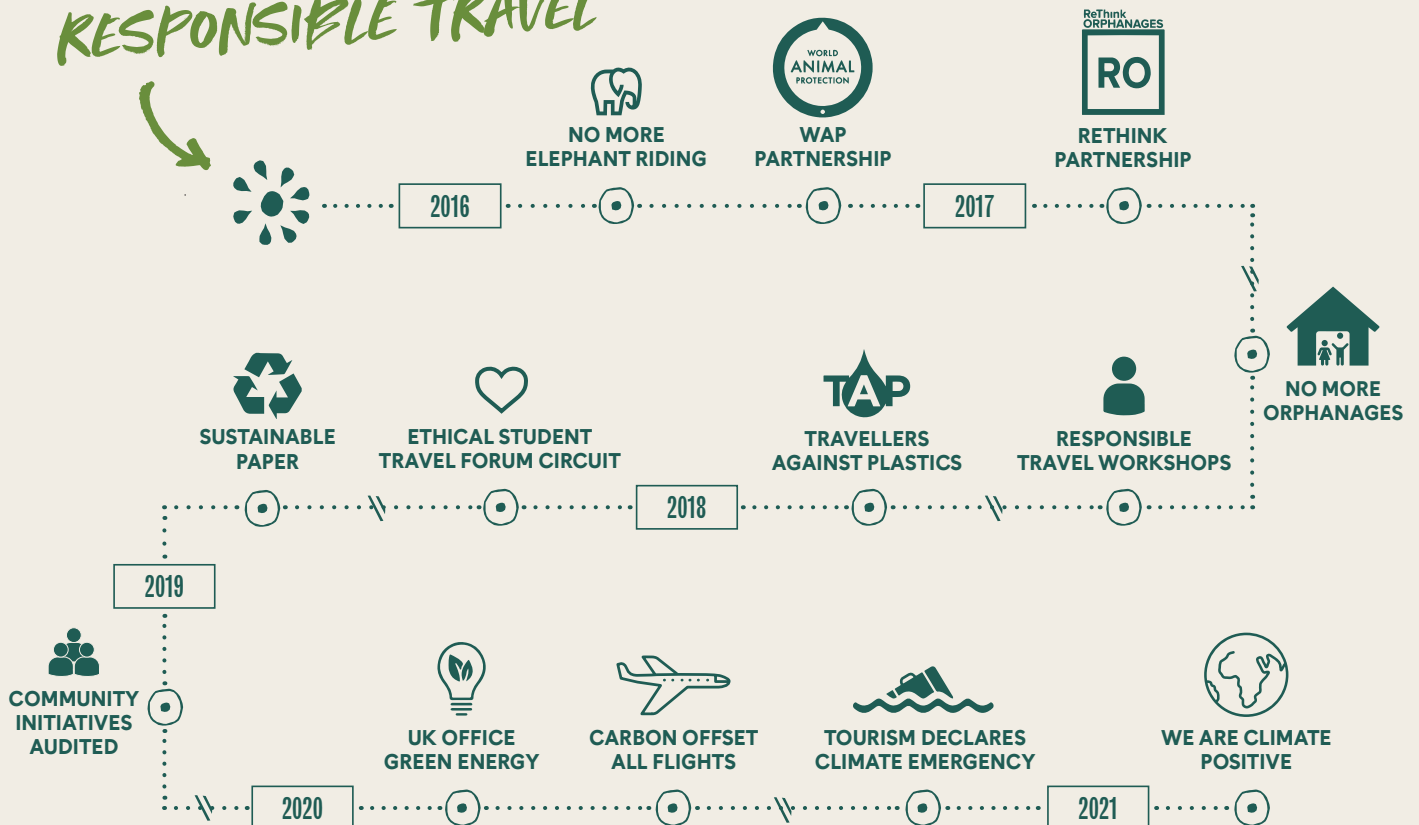 RESPONSIBLE TRAVEL
ReThink
ORPHANAGES
RO
WORLD
ANIMAL
PROTECTION
NO MORE
ELEPHANT RIDING
WAP
PARTNERSHIP
RETHINK
PARTNERSHIP
2016
2017
NO MORE
ORPHANAGES
TAP
SUSTAINABLE
PAPER
ETHICAL STUDENT
TRAVEL FORUM CIRCUIT
TRAVELLERS
AGAINST PLASTICS
RESPONSIBLE
TRAVEL WORKSHOPS
2018
2019
COMMUNITY
INITIATIVES
AUDITED
UK OFFICE
GREEN ENERGY
CARBON OFFSET
ALL FLIGHTS
TOURISM DECLARES
CLIMATE EMERGENCY
WE ARE CLIMATE
POSITIVE
2020
2021